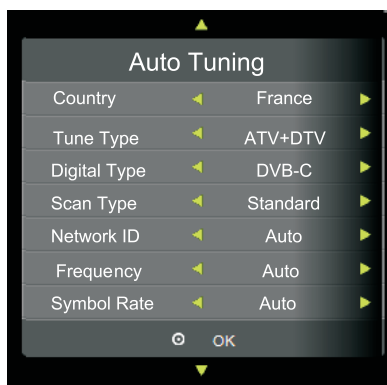 Auto Tuning
Country France
Tune Type ATV+DTV
Digital Type DVB-C
Scan Type Standard
Network ID Auto
Frequency Auto
Symbol Rate Auto
OK